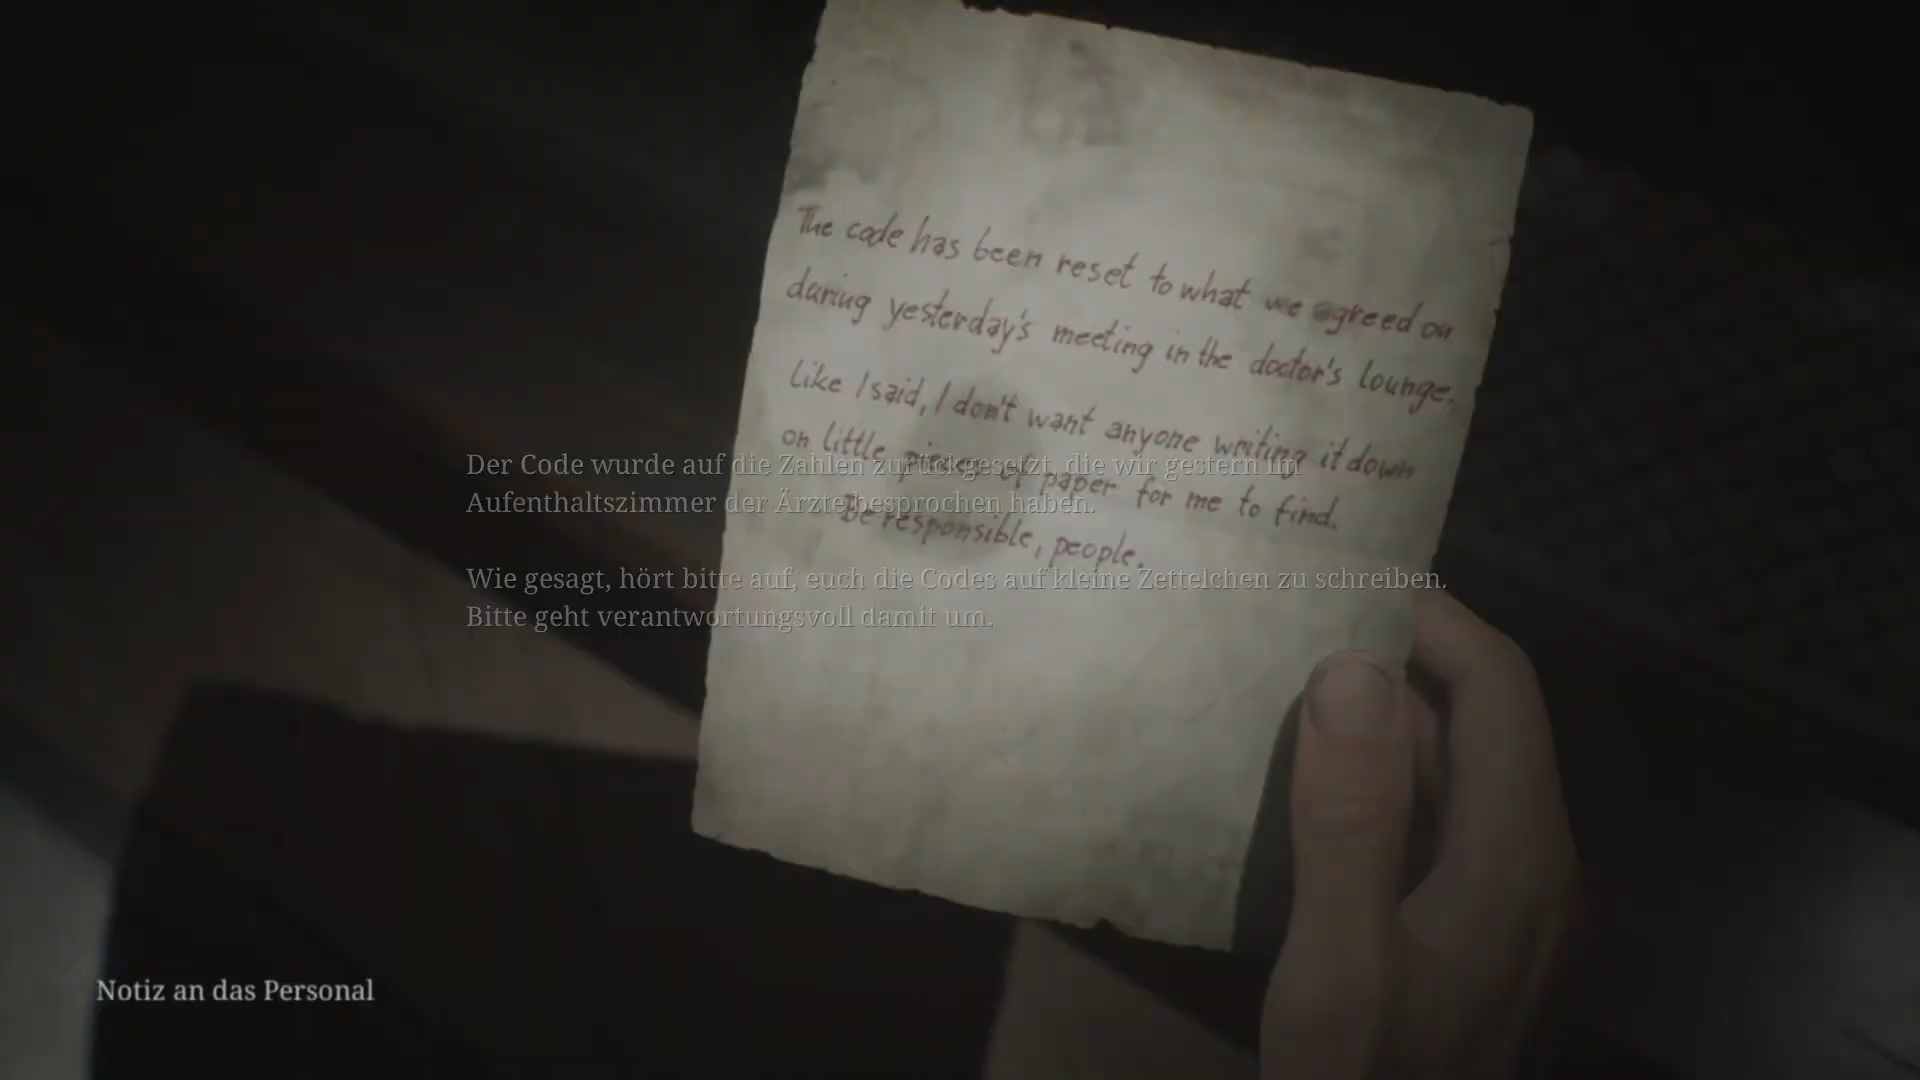 The code has been reset to what we agreed on
during yesterday's meeting in the doctor's lounge.
Like I said, I don't want anyone writing it down
on little pieces of paper for me to find.
Be responsible, people.
Der Code wurde auf die Zahlen zurückgesetzt, die wir gestern im
Aufenthaltszimmer der Ärzte besprochen haben.
Wie gesagt, hört bitte auf, euch die Codes auf kleine Zettelchen zu schreiben.
Bitte geht verantwortungsvoll damit um.
Notiz an das Personal